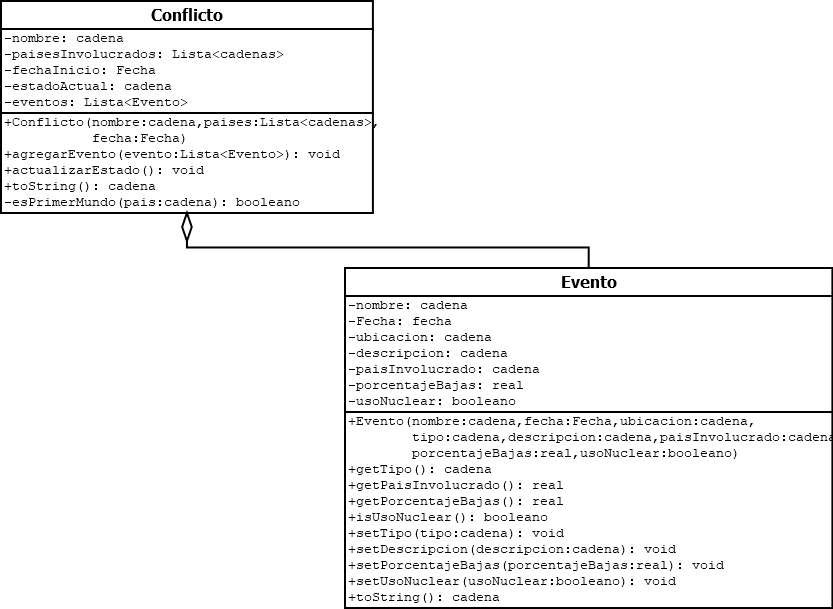 Conflicto
-nombre: cadena
-paisesInvolucrados: Lista<cadenas>
-fechaInicio: Fecha
-estadoActual: cadena
-eventos: Lista<Evento>
+Conflicto(nombre:cadena,paises:Lista<cadenas>,
fecha:Fecha)
+agregarEvento(evento:Lista<Evento>): void
+actualizarEstado(): void
+toString(): cadena
-esPrimerMundo(pais:cadena): booleano
Evento
-nombre: cadena
-Fecha: fecha
-ubicacion: cadena
-descripcion: cadena
-paisInvolucrado: cadena
-porcentajeBajas: real
-usoNuclear: booleano
+Evento(nombre:cadena,fecha:Fecha,ubicacion:cadena,
tipo:cadena,descripcion:cadena,paisInvolucrado:cadena
porcentajeBajas:real,usoNuclear:booleano)
+getTipo(): cadena
+getPaisInvolucrado(): real
+getPorcentajeBajas(): real
+isUsoNuclear(): booleano
+setTipo(tipo:cadena): void
+setDescripcion(descripcion:cadena): void
+setPorcentajeBajas(porcentajeBajas:real): void
+setUsoNuclear(usoNuclear:booleano): void
+toString(): cadena